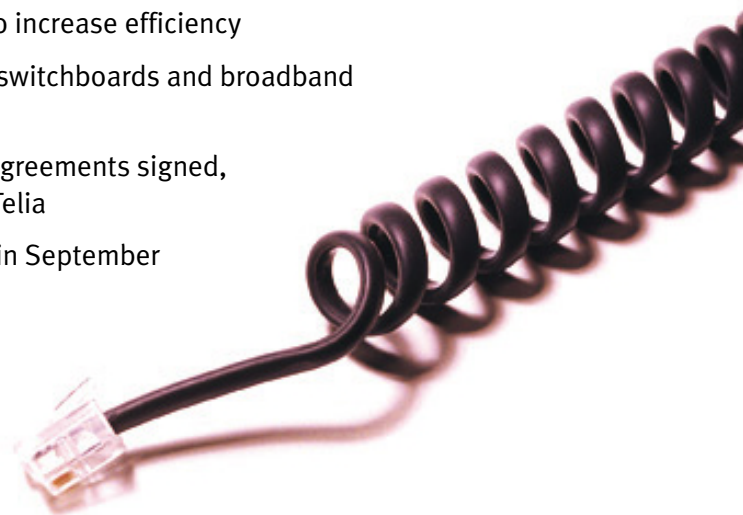 o increase efficiency
switchboards and broadband
greements signed,
Telia
in September